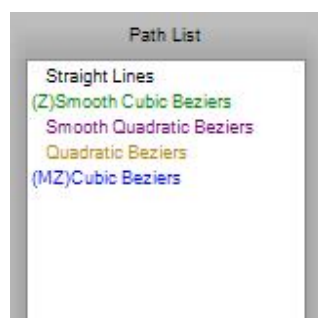 Path List
Straight Lines
(Z)Smooth Cubic Beziers
Smooth Quadratic Beziers
Quadratic Beziers
(MZ)Cubic Beziers